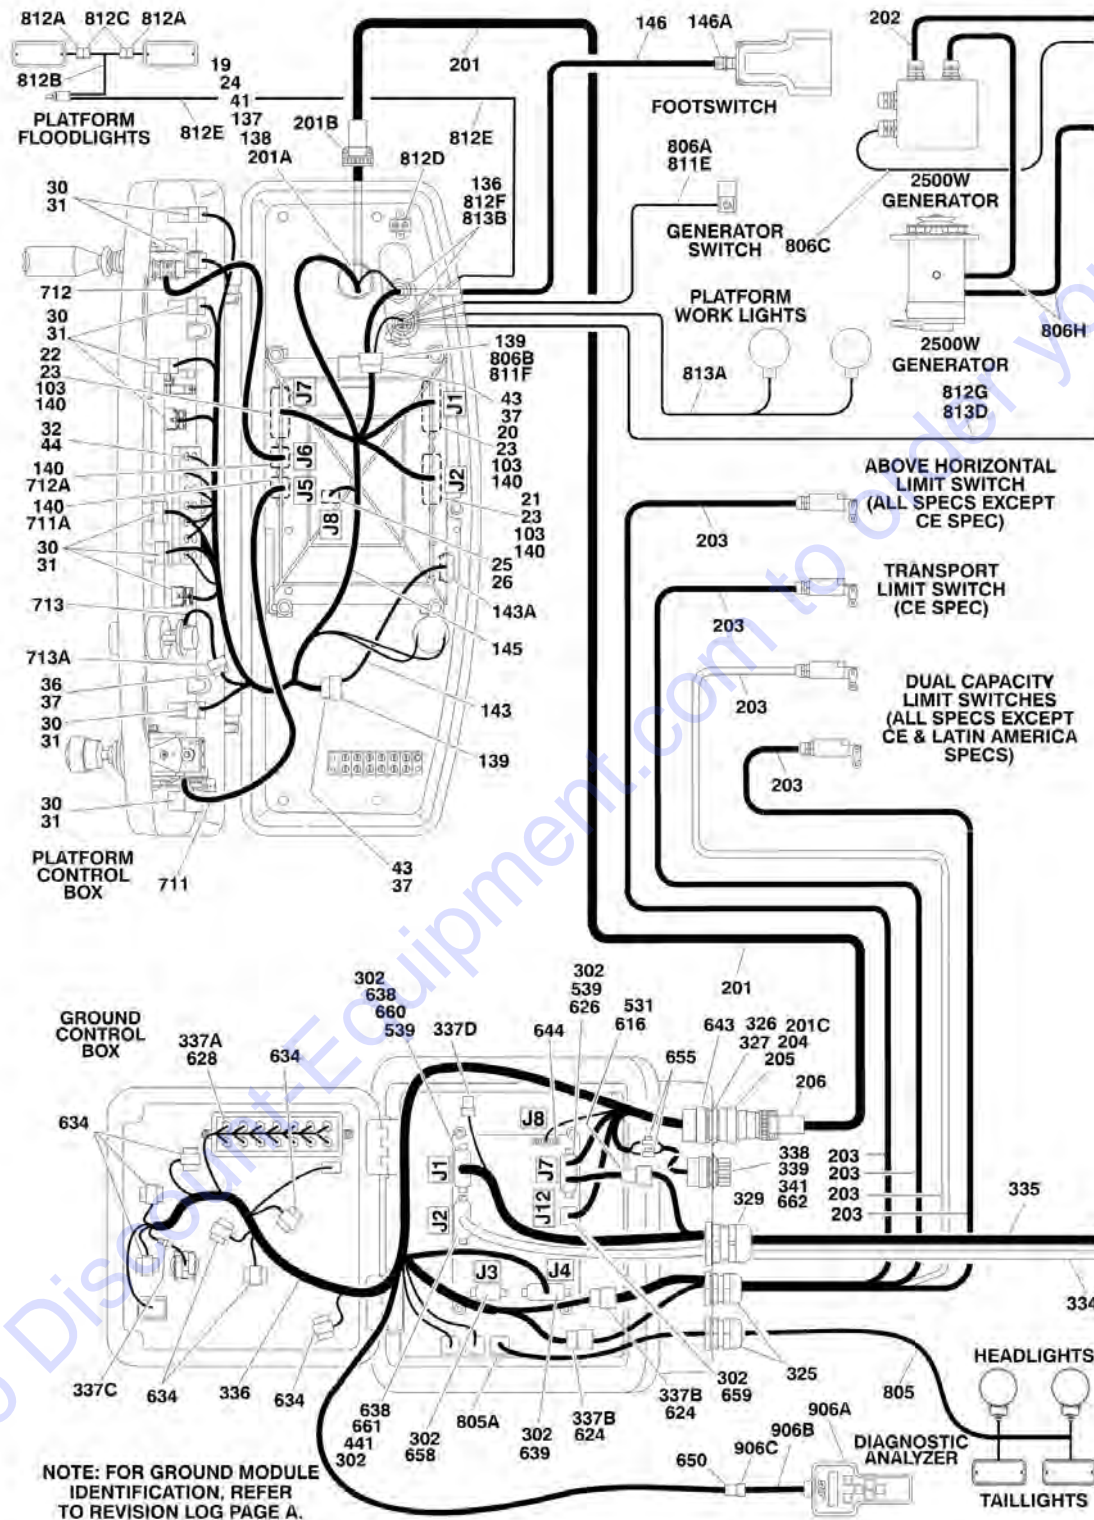 812A 812C 812A
812B
PLATFORM
FLOODLIGHTS
812E
19
24
41
137
138
201A
201B
201
812E
812D
136
812F
813B
146 146A
FOOTSWITCH
806A
811E
GENERATOR
SWITCH
202
2500W
GENERATOR
806C
2500W
GENERATOR
806H
PLATFORM
WORK LIGHTS
813A
812G
813D
30
31
712
30
31
22
23
103
140
32
44
140
712A
140
711A
30
31
713
713A
36
37
30
31
30
31
PLATFORM
CONTROL
BOX
711
J7
J6
J5
J8
J1
J2
139
806B
811F
43
37
20
23
103
140
21
23
103
140
25
26
143A
145
143
139
43
37
ABOVE HORIZONTAL
LIMIT SWITCH
(ALL SPECS EXCEPT
CE SPEC)
203
TRANSPORT
LIMIT SWITCH
(CE SPEC)
203
DUAL CAPACITY
LIMIT SWITCHES
(ALL SPECS EXCEPT
CE & LATIN AMERICA
SPECS)
203
203
201
GROUND
CONTROL
BOX
337A
628
634
634
302
638
660
539
337D
644
302
539
626
531
616
655
643
326
327
201C
204
205
206
J8
J1
J7
J2
J12
J3
J4
338
339
341
662
329
203
203
203
203
335
334
337C
634
336
634
638
661
441
302
302
658
805A
302
639
337B
624
337B
624
302
659
325
805
HEADLIGHTS
TAILLIGHTS
650
906C
906B
906A
DIAGNOSTIC
ANALYZER
NOTE: FOR GROUND MODULE
IDENTIFICATION, REFER
TO REVISION LOG PAGE A.
Discount-Equipment.com to order yo